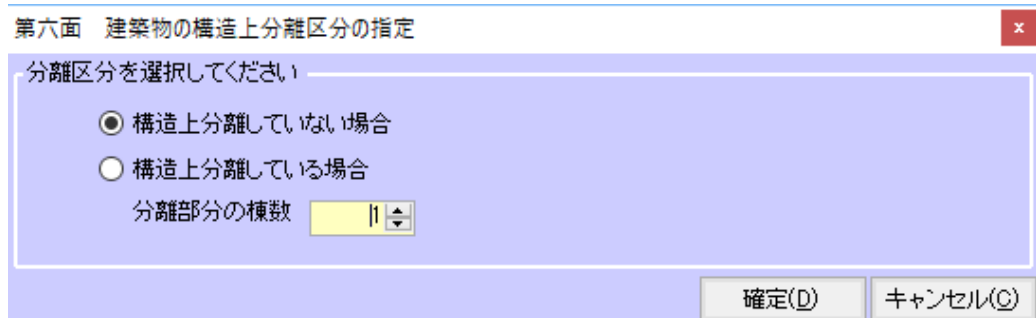 第六面　建築物の構造上分離区分の指定
x
分離区分を選択してください
構造上分離していない場合
構造上分離している場合
分離部分の棟数 1
確定(D) キャンセル(C)